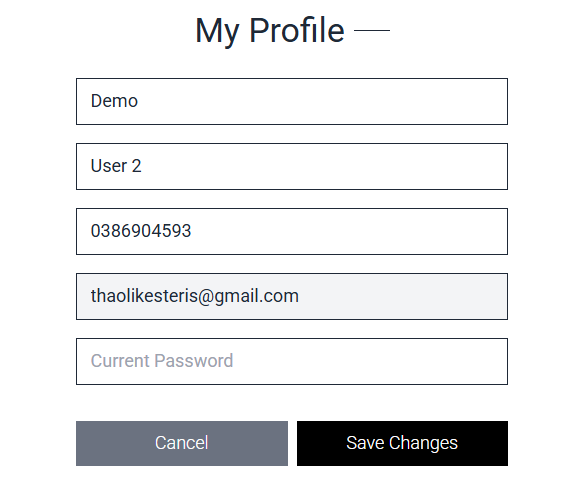 My Profile
Demo
User 2
0386904593
thaolikesteris@gmail.com
Current Password
Cancel
Save Changes